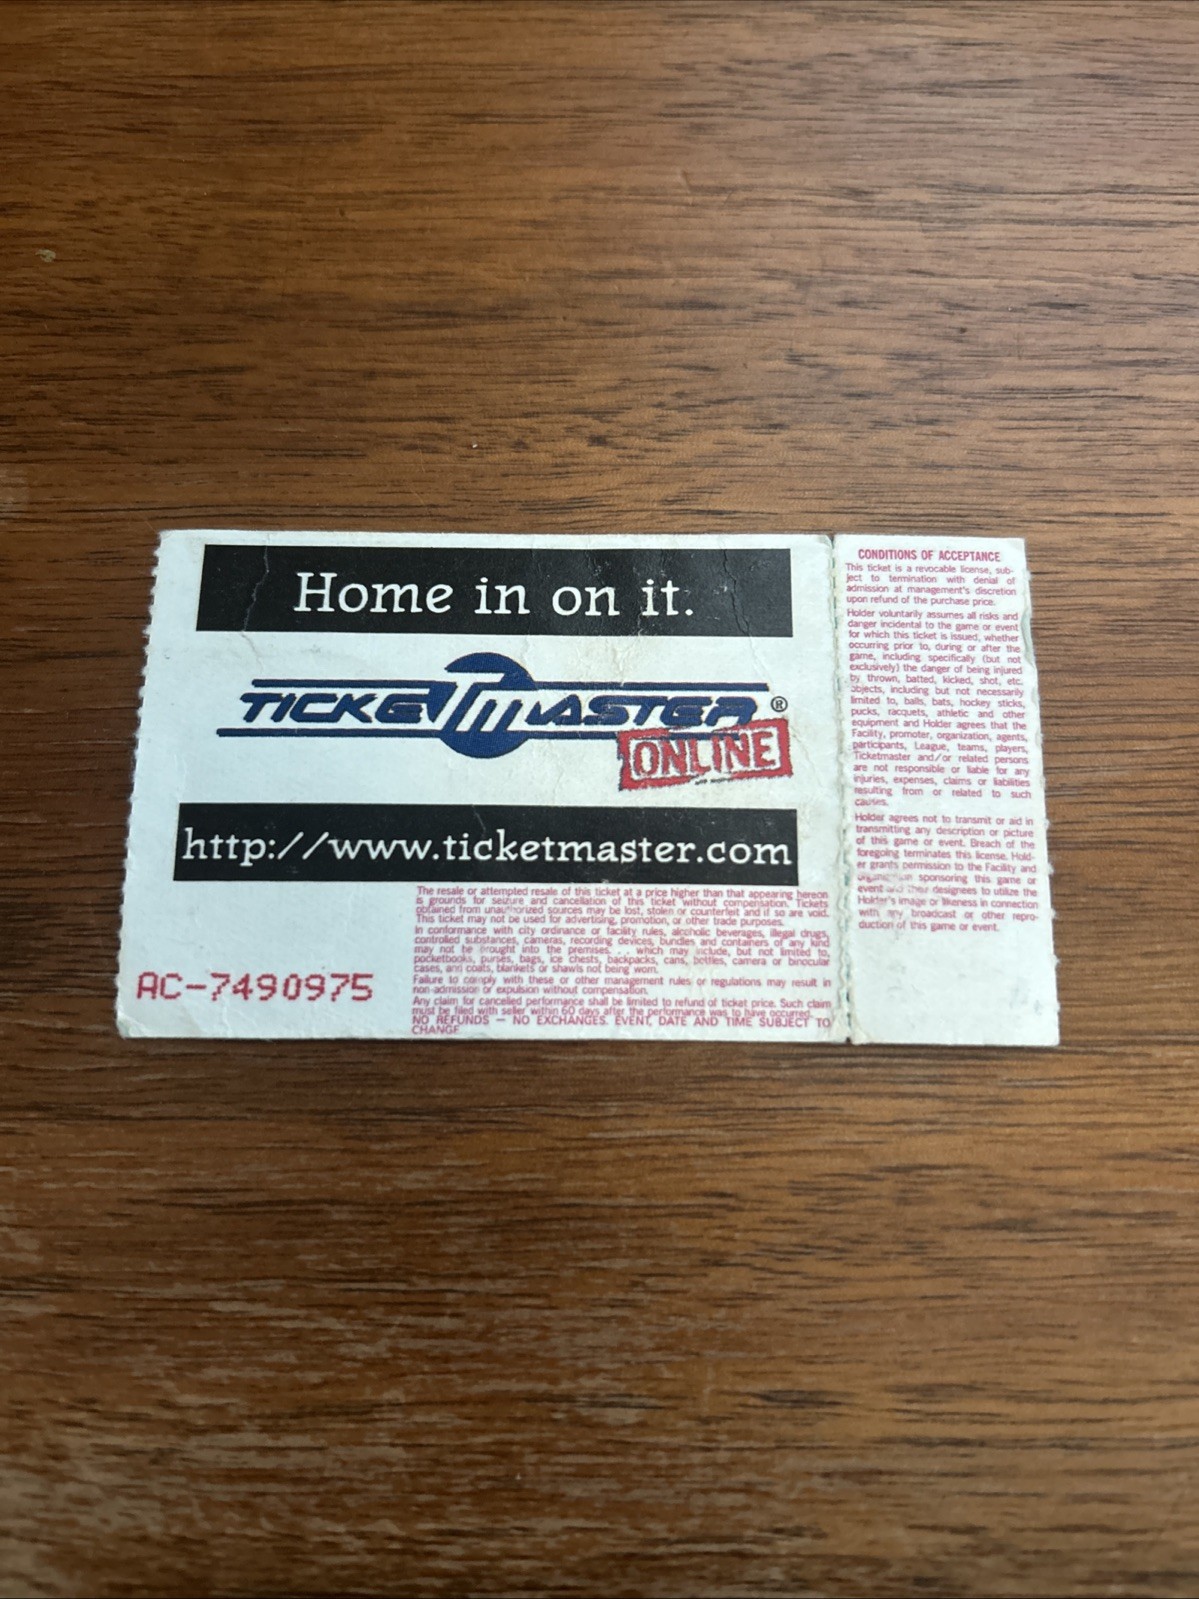 Home in on it.
TICKETMASTER®
ONLINE
http://www.ticketmaster.com
The resale or attempted resale of this ticket at a price higher than that appearing hereon
is grounds for seizure and cancellation of this ticket without compensation. Tickets
obtained from unauthorized sources may be lost, stolen or counterfeit and if so are void.
This ticket may not be used for advertising, promotion, or other trade purposes.
In conformance with city ordinance or facility rules, alcoholic beverages, illegal drugs,
controlled substances, cameras, recording devices, bundles and containers of any kind
may not be brought into the premises. . . which may include, but not limited to,
pocketbooks, purses, bags, ice chests, backpacks, cans, bottles, camera or binocular
cases, and coats, blankets or shawls not being worn.
Failure to comply with these or other management rules or regulations may result in
non-admission or expulsion without compensation.
Any claim for cancelled performance shall be limited to refund of ticket price. Such claim
must be filed with seller within 60 days after the performance was to have occurred.
NO REFUNDS — NO EXCHANGES. EVENT, DATE AND TIME SUBJECT TO
CHANGE
AC-7490975
CONDITIONS OF ACCEPTANCE
This ticket is a revocable license, sub-
ject to termination with denial of
admission at management's discretion
upon refund of the purchase price.
Holder voluntarily assumes all risks and
danger incidental to the game or event
for which this ticket is issued, whether
occurring prior to, during or after the
game, including specifically (but not
exclusively) the danger of being injured
by thrown, batted, kicked, shot, etc.
objects, including but not necessarily
limited to, balls, bats, hockey sticks,
pucks, racquets, athletic and other
equipment and Holder agrees that the
Facility, promoter, organization, agents,
participants, League, teams, players,
Ticketmaster and/or related persons
are not responsible or liable for any
injuries, expenses, claims or liabilities
resulting from or related to such
causes.
Holder agrees not to transmit or aid in
transmitting any description or picture
of this game or event. Breach of the
foregoing terminates this license. Hold-
er grants permission to the Facility and
sponsoring this game or
event and their designees to utilize the
Holder's image or likeness in connection
with any broadcast or other repro-
duction of this game or event.